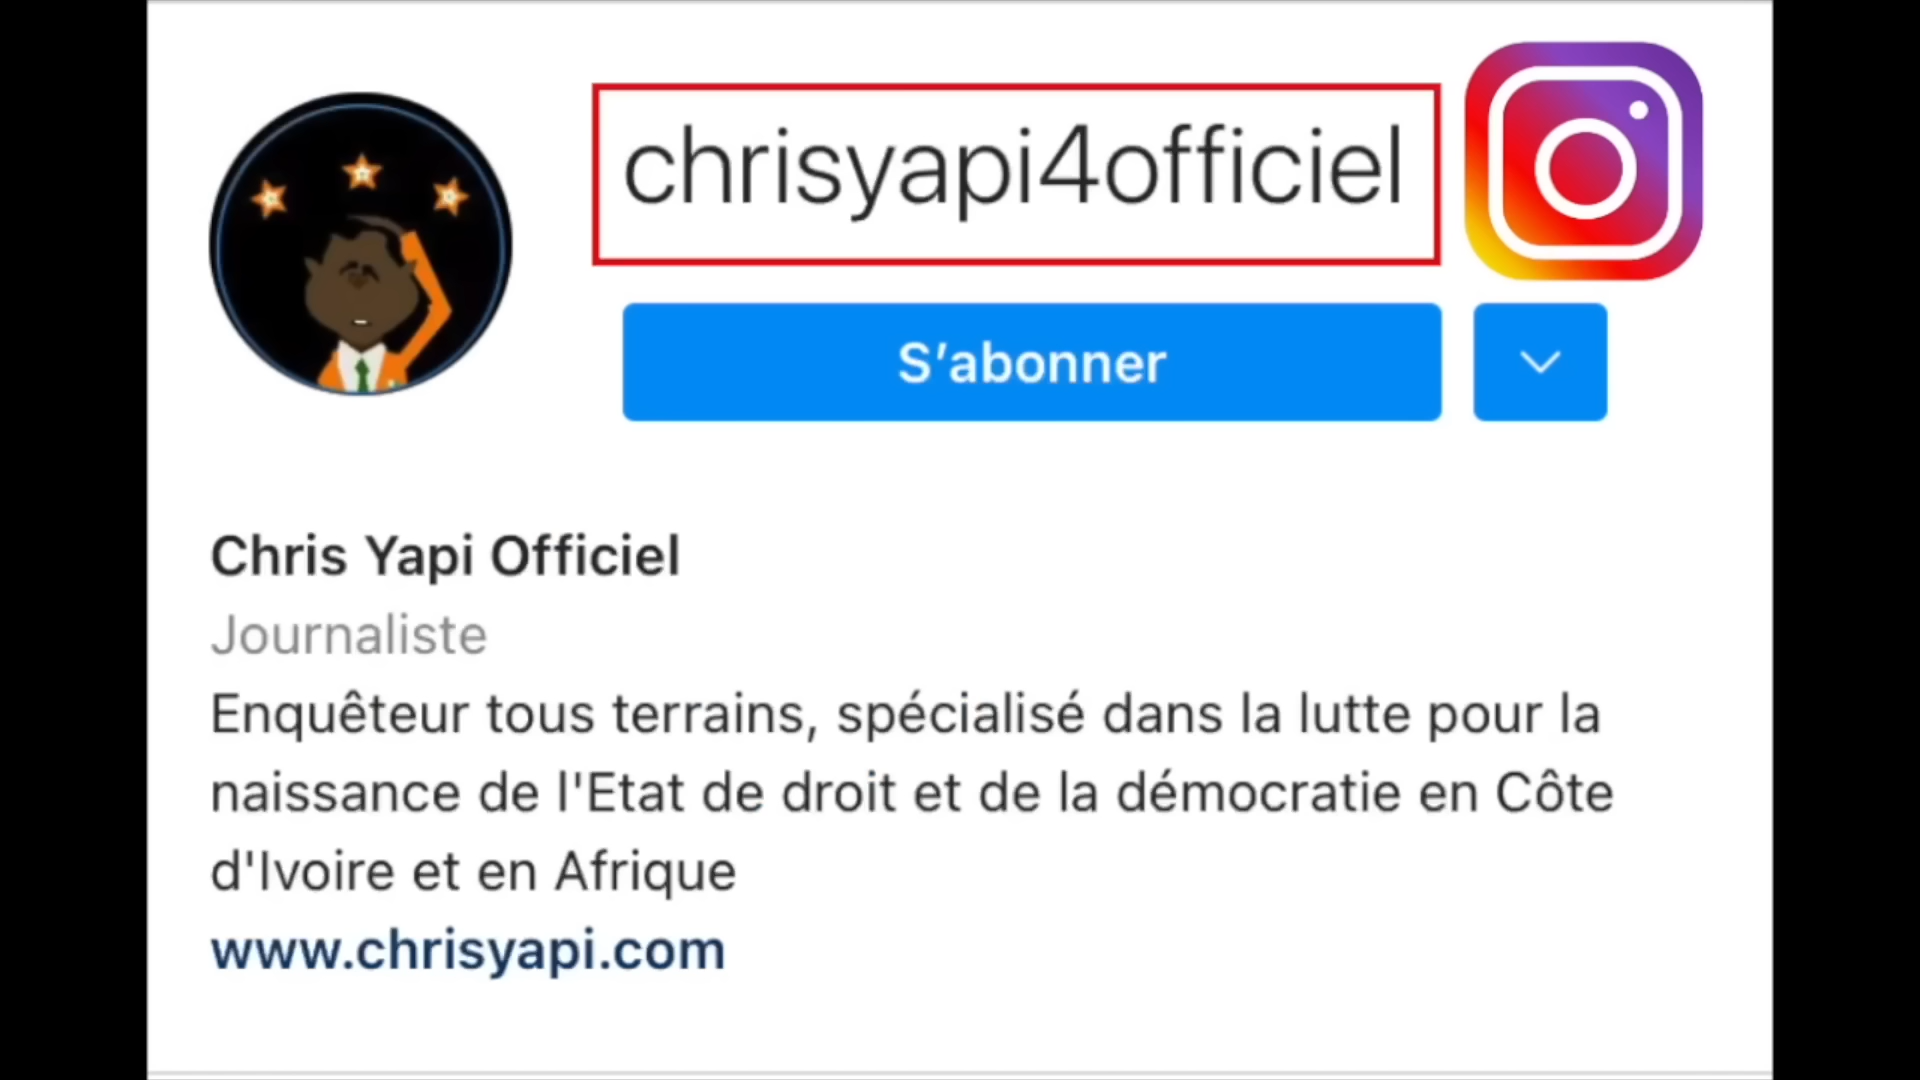 chrisyapi4officiel
S’abonner
Chris Yapi Officiel
Journaliste
Enquêteur tous terrains, spécialisé dans la lutte pour la
naissance de l'Etat de droit et de la démocratie en Côte
d'Ivoire et en Afrique
www.chrisyapi.com